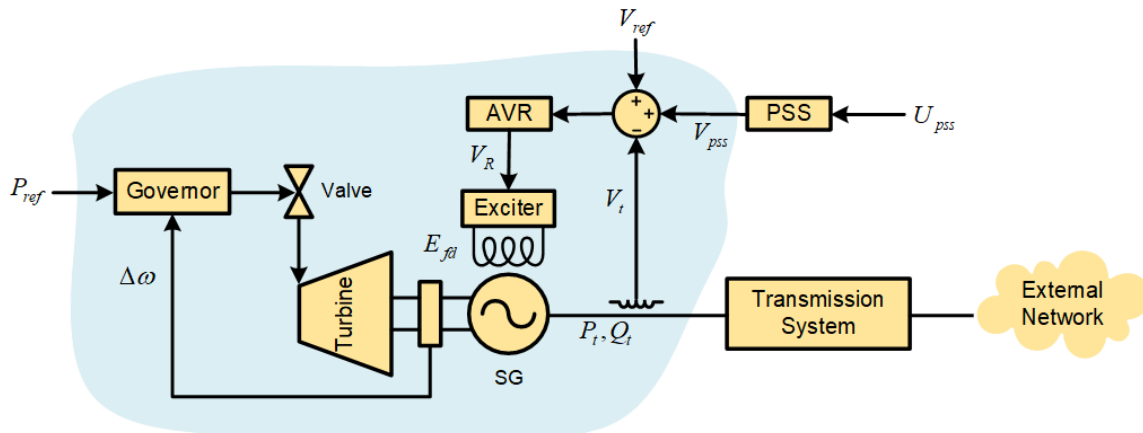 V_ref
AVR
+
+
−
PSS
U_pss
V_pss
V_R
P_ref
Governor
Valve
Exciter
V_t
E_fd
Δω
Turbine
Transmission
System
External
Network
P_t, Q_t
SG